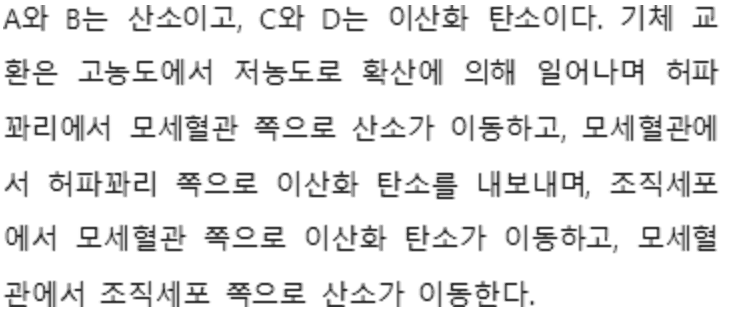 A와 B는 산소이고, C와 D는 이산화 탄소이다. 기체 교
환은 고농도에서 저농도로 확산에 의해 일어나며 허파
꽈리에서 모세혈관 쪽으로 산소가 이동하고, 모세혈관에
서 허파꽈리 쪽으로 이산화 탄소를 내보내며, 조직세포
에서 모세혈관 쪽으로 이산화 탄소가 이동하고, 모세혈
관에서 조직세포 쪽으로 산소가 이동한다.